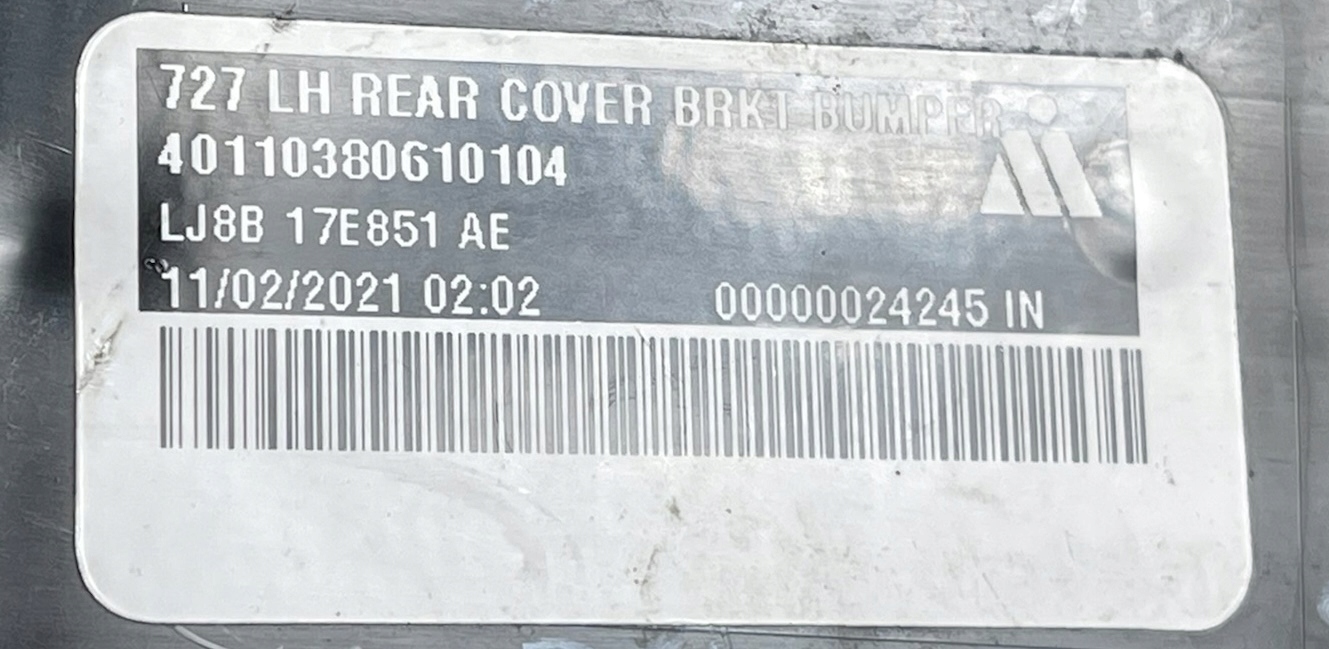 727 LH REAR COVER BRKT BUMPER
40110380610104
LJ8B 17E851 AE
11/02/2021 02:02
00000024245 IN